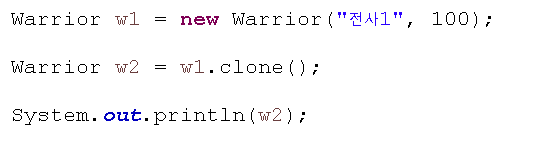 Warrior w1 = new Warrior("전사1", 100);
Warrior w2 = w1.clone();
System.out.println(w2);